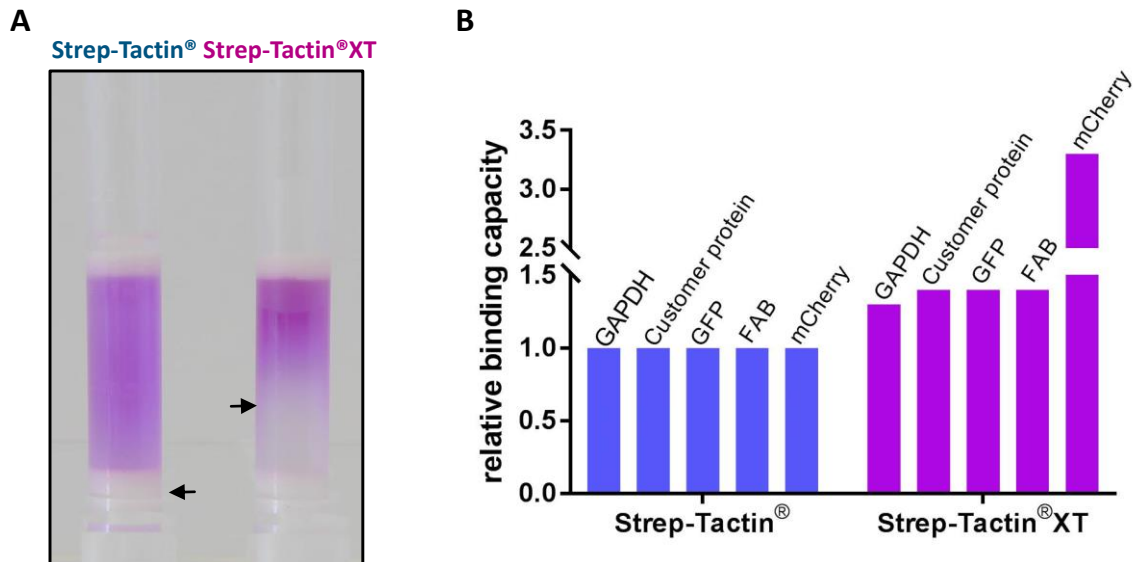 A
Strep-Tactin® Strep-Tactin®XT
B
relative binding capacity
3.5
3.0
2.5
1.5
1.0
0.5
0.0
GAPDH
Customer protein
GFP
FAB
mCherry
GAPDH
Customer protein
GFP
FAB
mCherry
Strep-Tactin®
Strep-Tactin®XT